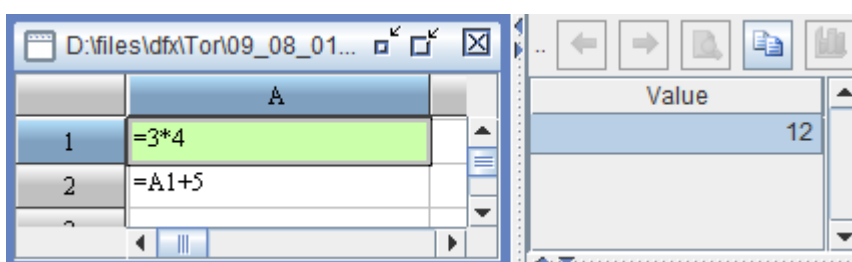 D:\files\dfx\Tor\09_08_01...
..
A
Value
1 =3*4
12
2 =A1+5